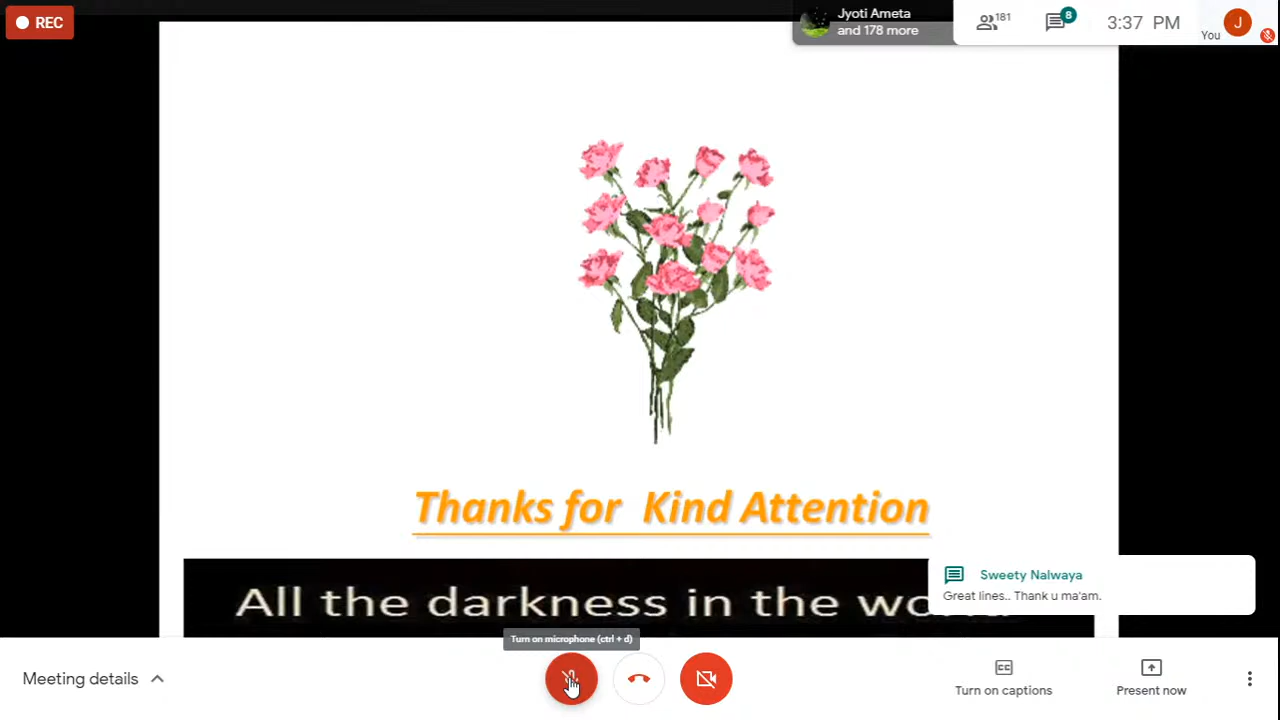 REC
Jyoti Ameta
and 178 more
181
8
3:37 PM
You
J
Thanks for Kind Attention
All the darkness in the
Sweety Nalwaya
Great lines.. Thank u ma'am.
Turn on microphone (ctrl + d)
Meeting details
CC
Turn on captions
Present now